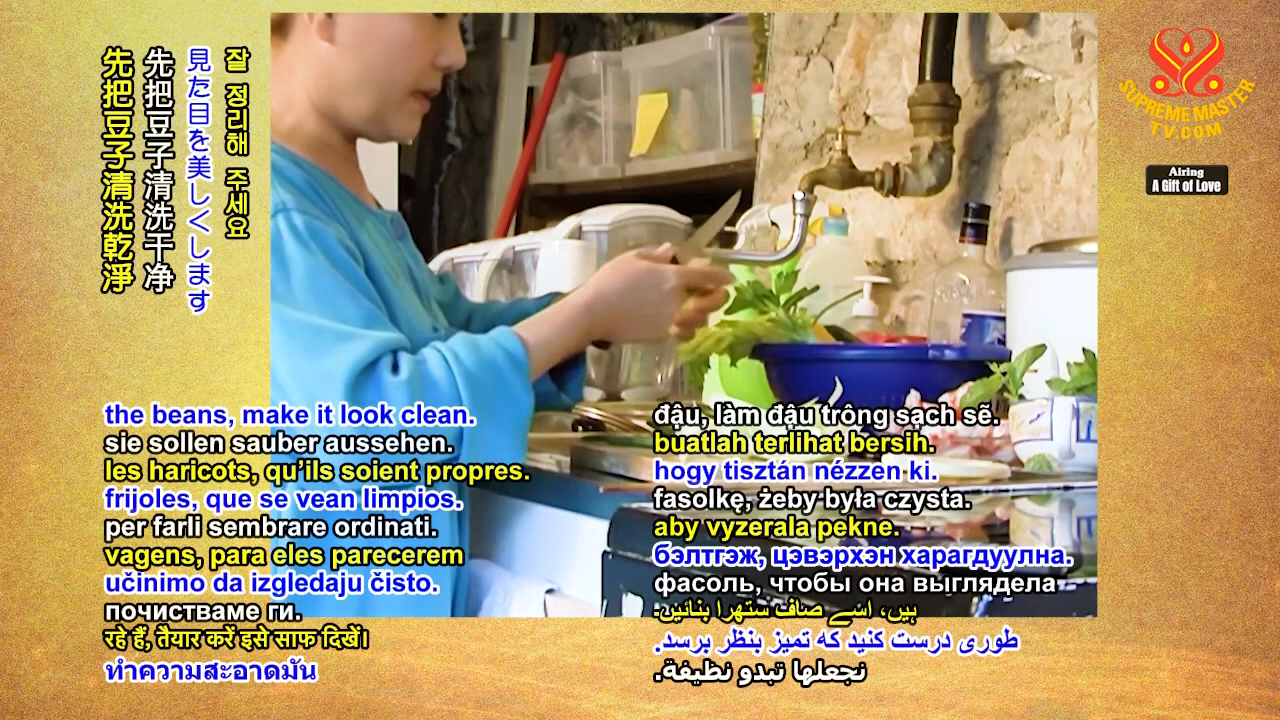 先把豆子清洗乾淨
先把豆子清洗干净
見た目を美しくします
잘 정리해 주세요
SUPREME MASTER
TV.COM
Airing
A Gift of Love
the beans, make it look clean.
sie sollen sauber aussehen.
les haricots, qu’ils soient propres.
frijoles, que se vean limpios.
per farli sembrare ordinati.
vagens, para eles parecerem
učinimo da izgledaju čisto.
почистваме ги.
रहे हैं, तैयार करें इसे साफ दिखें।
ทำความสะอาดมัน
đậu, làm đậu trông sạch sẽ.
buatlah terlihat bersih.
hogy tisztán nézzen ki.
fasolkę, żeby była czysta.
aby vyzerala pekne.
бэлтгэж, цэвэрхэн харагдуулна.
фасоль, чтобы она выглядела
ہیں، اسے صاف ستھرا بنائیں.
طوری درست کنید که تمیز بنظر برسد.
نجعلها تبدو نظيفة.